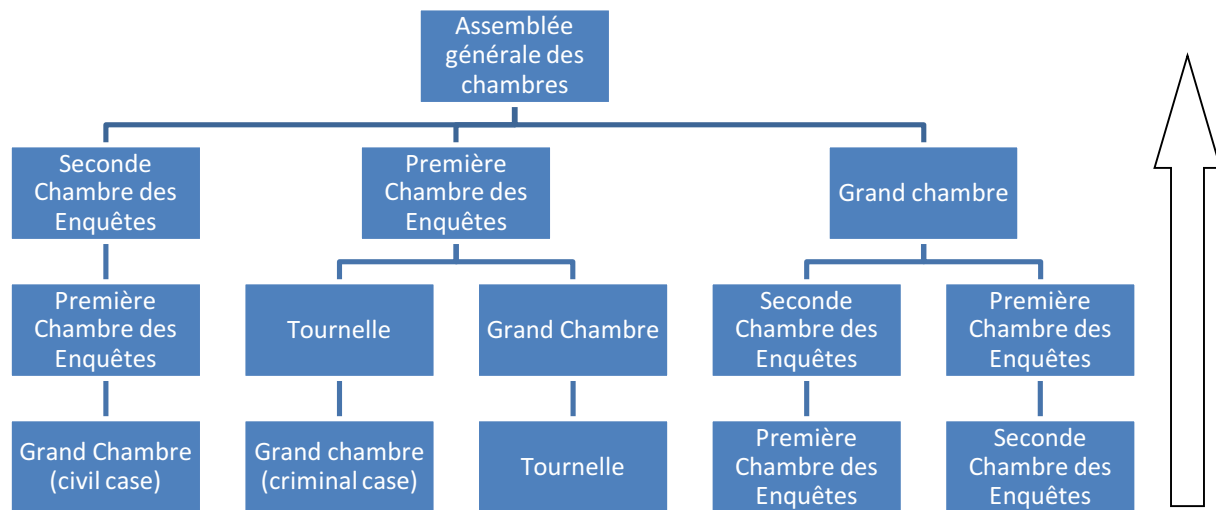 Assemblée
générale des
chambres
Seconde
Chambre des
Enquêtes
Première
Chambre des
Enquêtes
Grand chambre
Première
Chambre des
Enquêtes
Tournelle
Grand Chambre
Seconde
Chambre des
Enquêtes
Première
Chambre des
Enquêtes
Grand Chambre
(civil case)
Grand chambre
(criminal case)
Tournelle
Première
Chambre des
Enquêtes
Seconde
Chambre des
Enquêtes